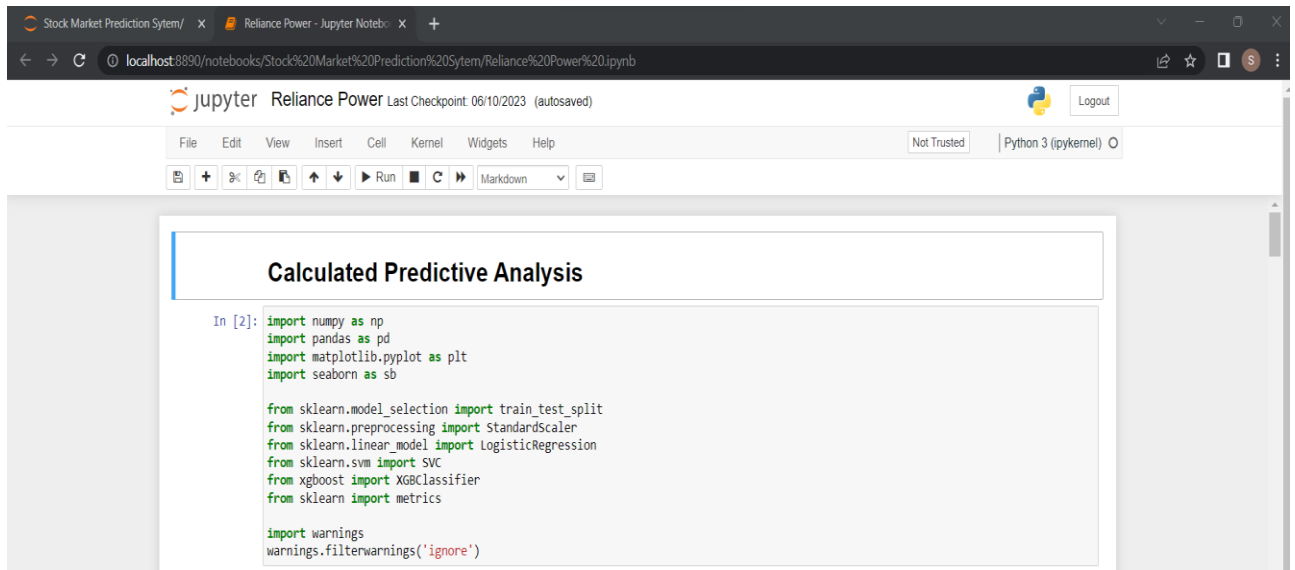 Stock Market Prediction Sytem/
Reliance Power - Jupyter Notebo
localhost:8890/notebooks/Stock%20Market%20Prediction%20Sytem/Reliance%20Power%20.ipynb
S
jupyter Reliance Power Last Checkpoint: 06/10/2023 (autosaved)
Logout
File Edit View Insert Cell Kernel Widgets Help
Not Trusted Python 3 (ipykernel)
Run Markdown
Calculated Predictive Analysis
In [2]: import numpy as np
import pandas as pd
import matplotlib.pyplot as plt
import seaborn as sb
from sklearn.model_selection import train_test_split
from sklearn.preprocessing import StandardScaler
from sklearn.linear_model import LogisticRegression
from sklearn.svm import SVC
from xgboost import XGBClassifier
from sklearn import metrics
import warnings
warnings.filterwarnings('ignore')